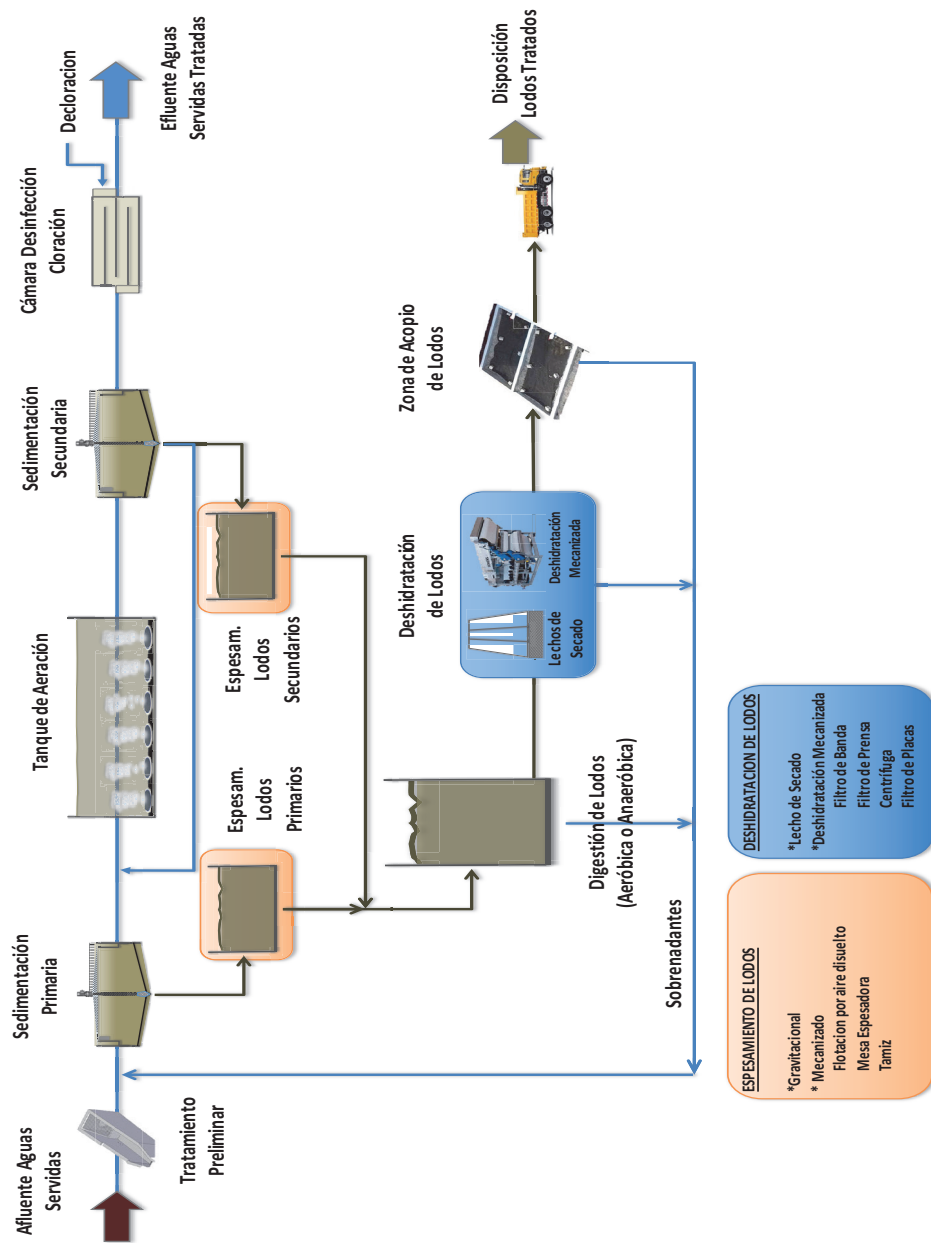 Afluente Aguas
Servidas
Tratamiento
Preliminar
Sedimentación
Primaria
Tanque de Aeración
Sedimentación
Secundaria
Cámara Desinfección
Cloración
Decloracion
Efluente Aguas
Servidas Tratadas
Espesam.
Lodos
Primarios
Espesam.
Lodos
Secundarios
Digestión de Lodos
(Aeróbica o Anaeróbica)
Deshidratación
de Lodos
Lechos de
Secado
Deshidratación
Mecanizada
Zona de Acopio
de Lodos
Disposición
Lodos Tratados
Sobrenadantes
ESPESAMIENTO DE LODOS
*Gravitacional
* Mecanizado
Flotacion por aire disuelto
Mesa Espesadora
Tamiz
DESHIDRATACION DE LODOS
*Lecho de Secado
*Deshidratación Mecanizada
Filtro de Banda
Filtro de Prensa
Centrífuga
Filtro de Placas